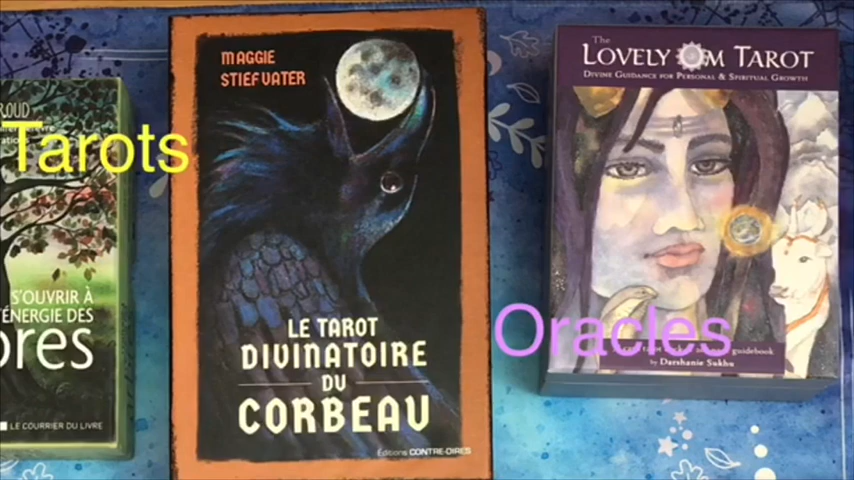 ROUD
Tarots
S'OUVRIR À
L'ÉNERGIE DES
ores
LE COURRIER DU LIVRE
MAGGIE
STIEFVATER
LE TAROT
DIVINATOIRE
DU
CORBEAU
Éditions CONTRE-DIRES
The
LOVELY OM TAROT
DIVINE GUIDANCE FOR PERSONAL & SPIRITUAL GROWTH
Oracles
guidebook
by Darshanie Sukhu